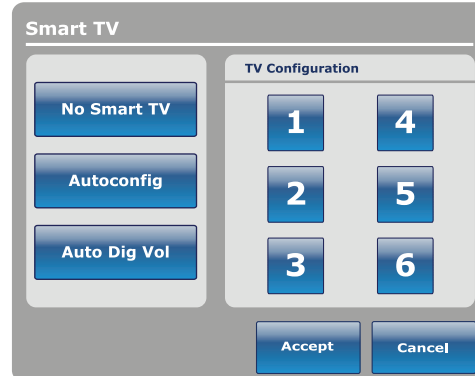 Smart TV
No Smart TV
Autoconfig
Auto Dig Vol
TV Configuration
1 4
2 5
3 6
Accept Cancel